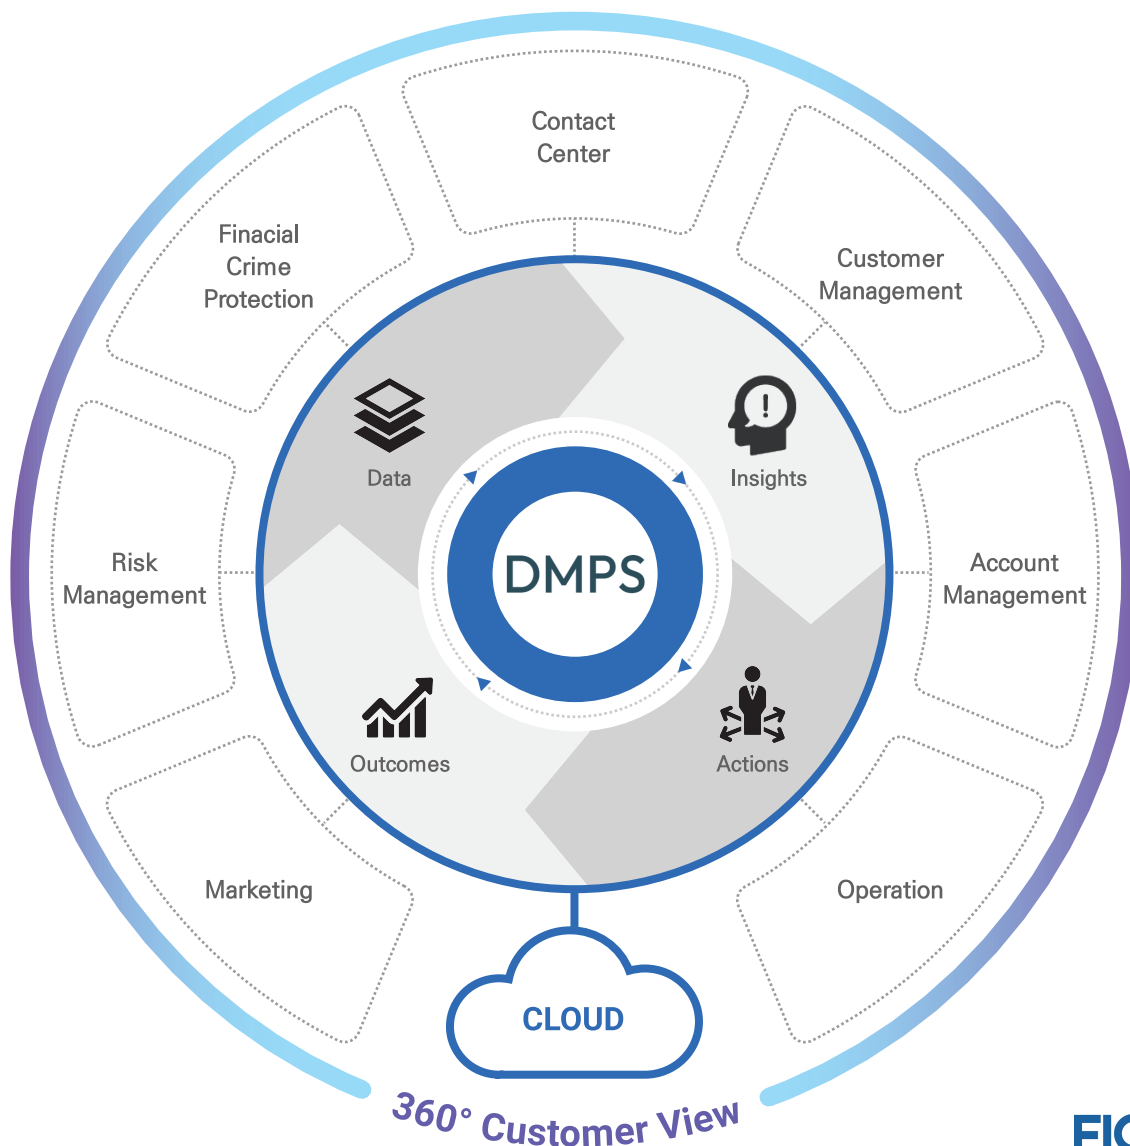 Contact
Center
Finacial
Crime
Protection
Customer
Management
Data
Insights
DMPS
Risk
Management
Account
Management
Outcomes
Actions
Marketing
Operation
CLOUD
360° Customer View